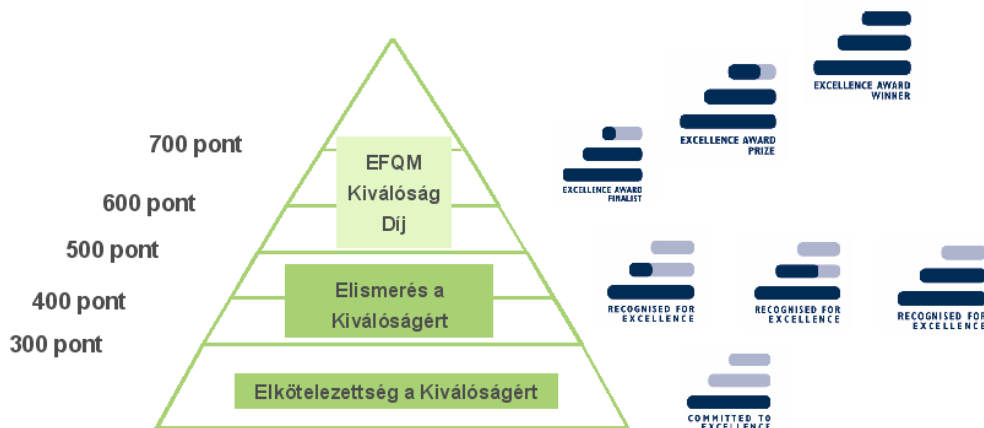 EXCELLENCE AWARD
WINNER
EXCELLENCE AWARD
PRIZE
EXCELLENCE AWARD
FINALIST
700 pont
600 pont
500 pont
400 pont
300 pont
EFQM
Kiválóság
Díj
Elismerés a
Kiválóságért
Elkötelezettség a Kiválóságért
RECOGNISED FOR
EXCELLENCE
RECOGNISED FOR
EXCELLENCE
RECOGNISED FOR
EXCELLENCE
COMMITTED TO
EXCELLENCE